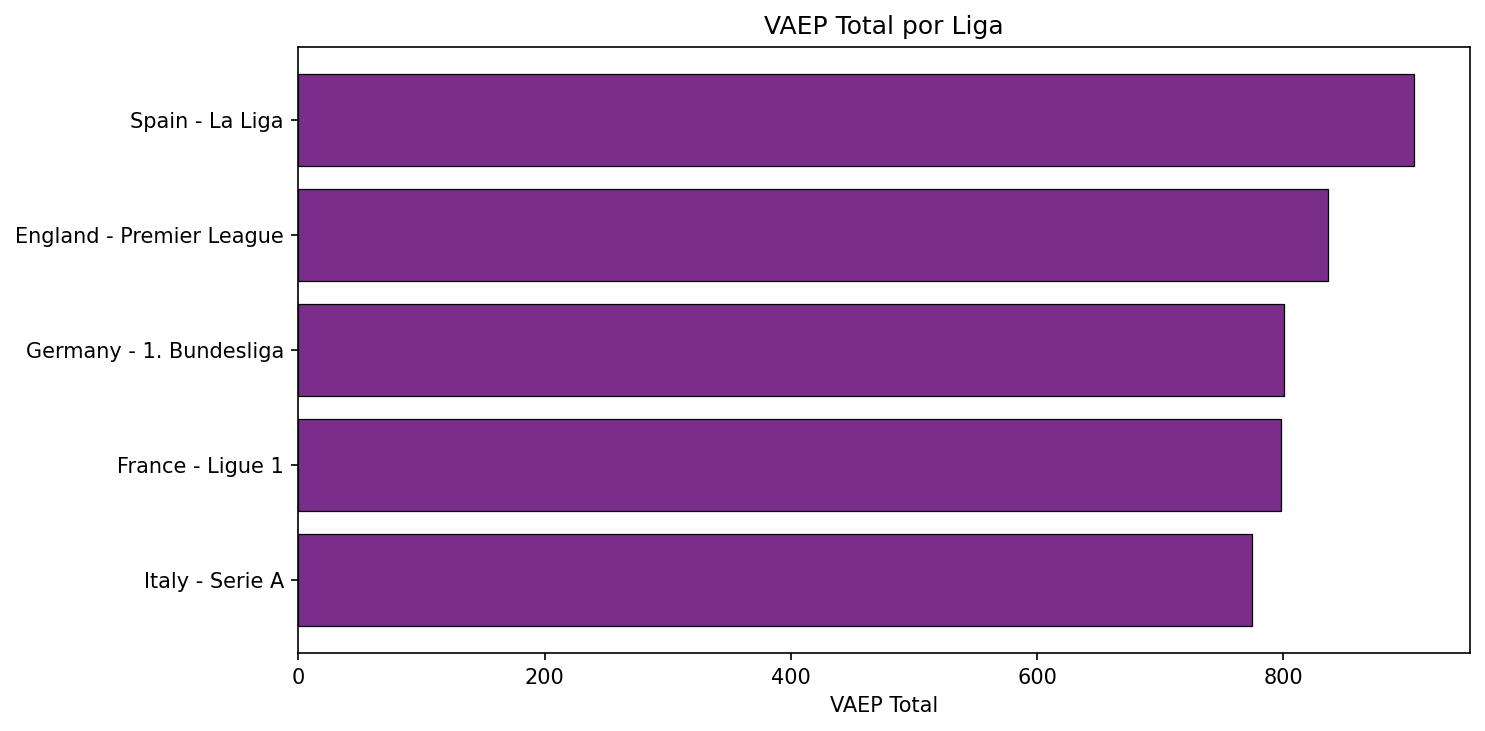 VAEP Total por Liga
Spain - La Liga
England - Premier League
Germany - 1. Bundesliga
France - Ligue 1
Italy - Serie A
0 200 400 600 800
VAEP Total